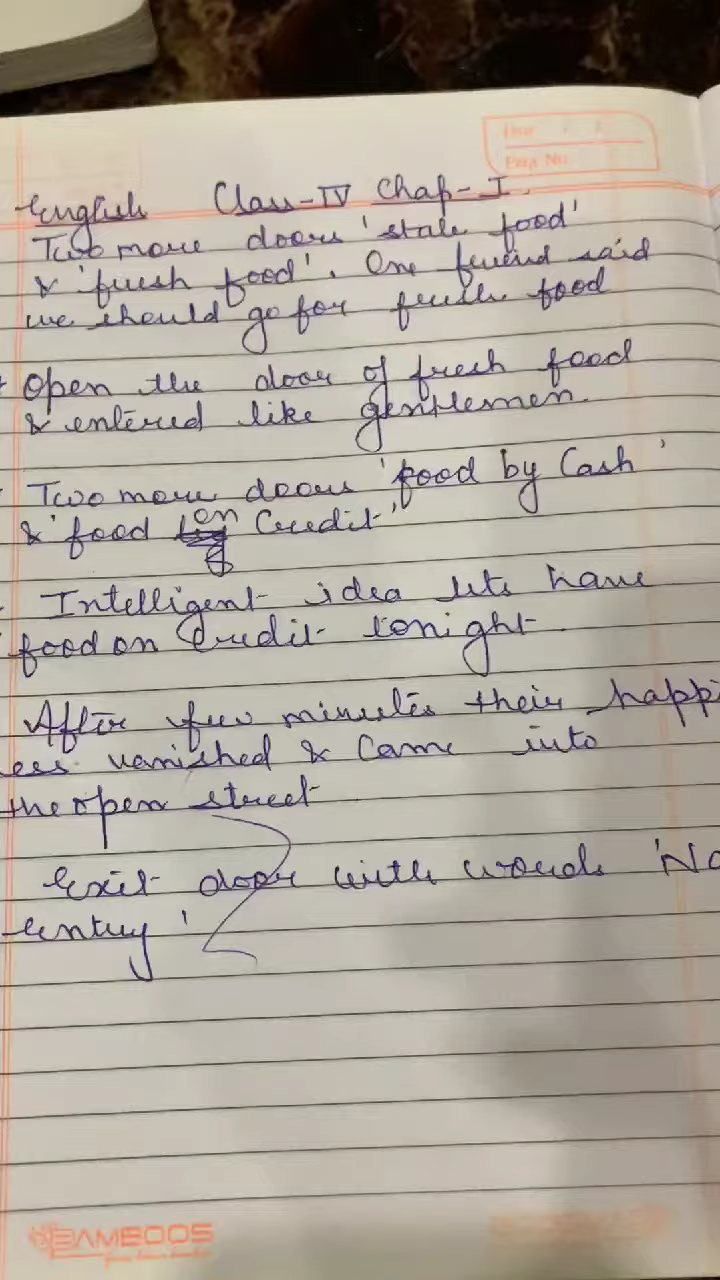 Page No.
English Class-IV Chap-I
Two more doors 'stale food'
& 'fresh food'. One friend said
we should go for fresh food
Open the door of fresh food
& entered like gentlemen.
Two more doors 'food by Cash'
& 'food on Credit'
Intelligent idea lets have
food on Credit tonight
After few minutes their happi
ess vanished & Came into
the open street
Exit door with words 'No
Entry'
BAMBOOS